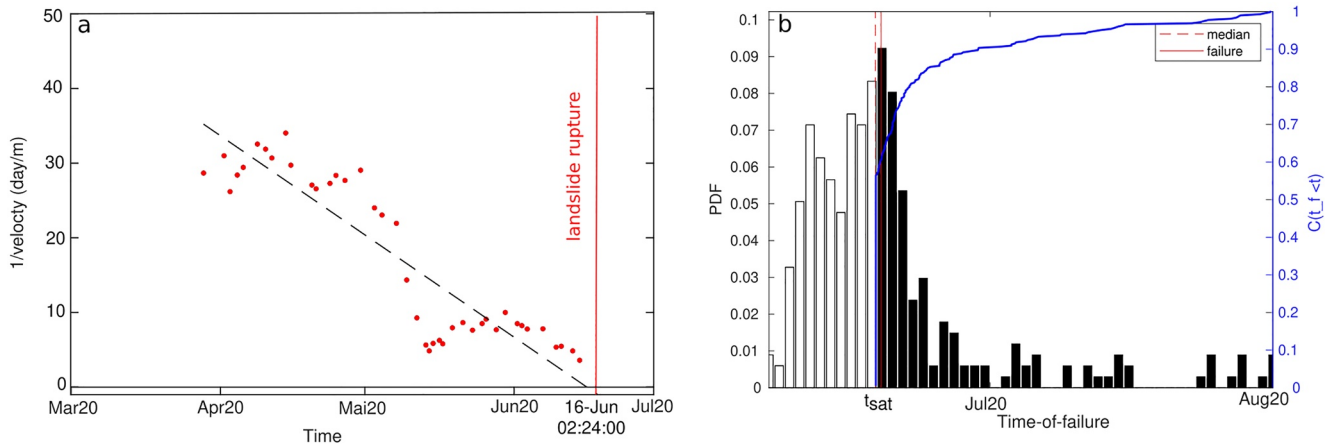 a
50
40
30
20
10
0
1/velocty (day/m)
landslide rupture
Mar20
Apr20
Mai20
Jun20
16-Jun
02:24:00
Jul20
Time
b
0.1
0.09
0.08
0.07
0.06
0.05
0.04
0.03
0.02
0.01
0
PDF
median
failure
1
0.9
0.8
0.7
0.6
0.5
0.4
0.3
0.2
0.1
0
C(t_f <t)
tsat
Jul20
Aug20
Time-of-failure